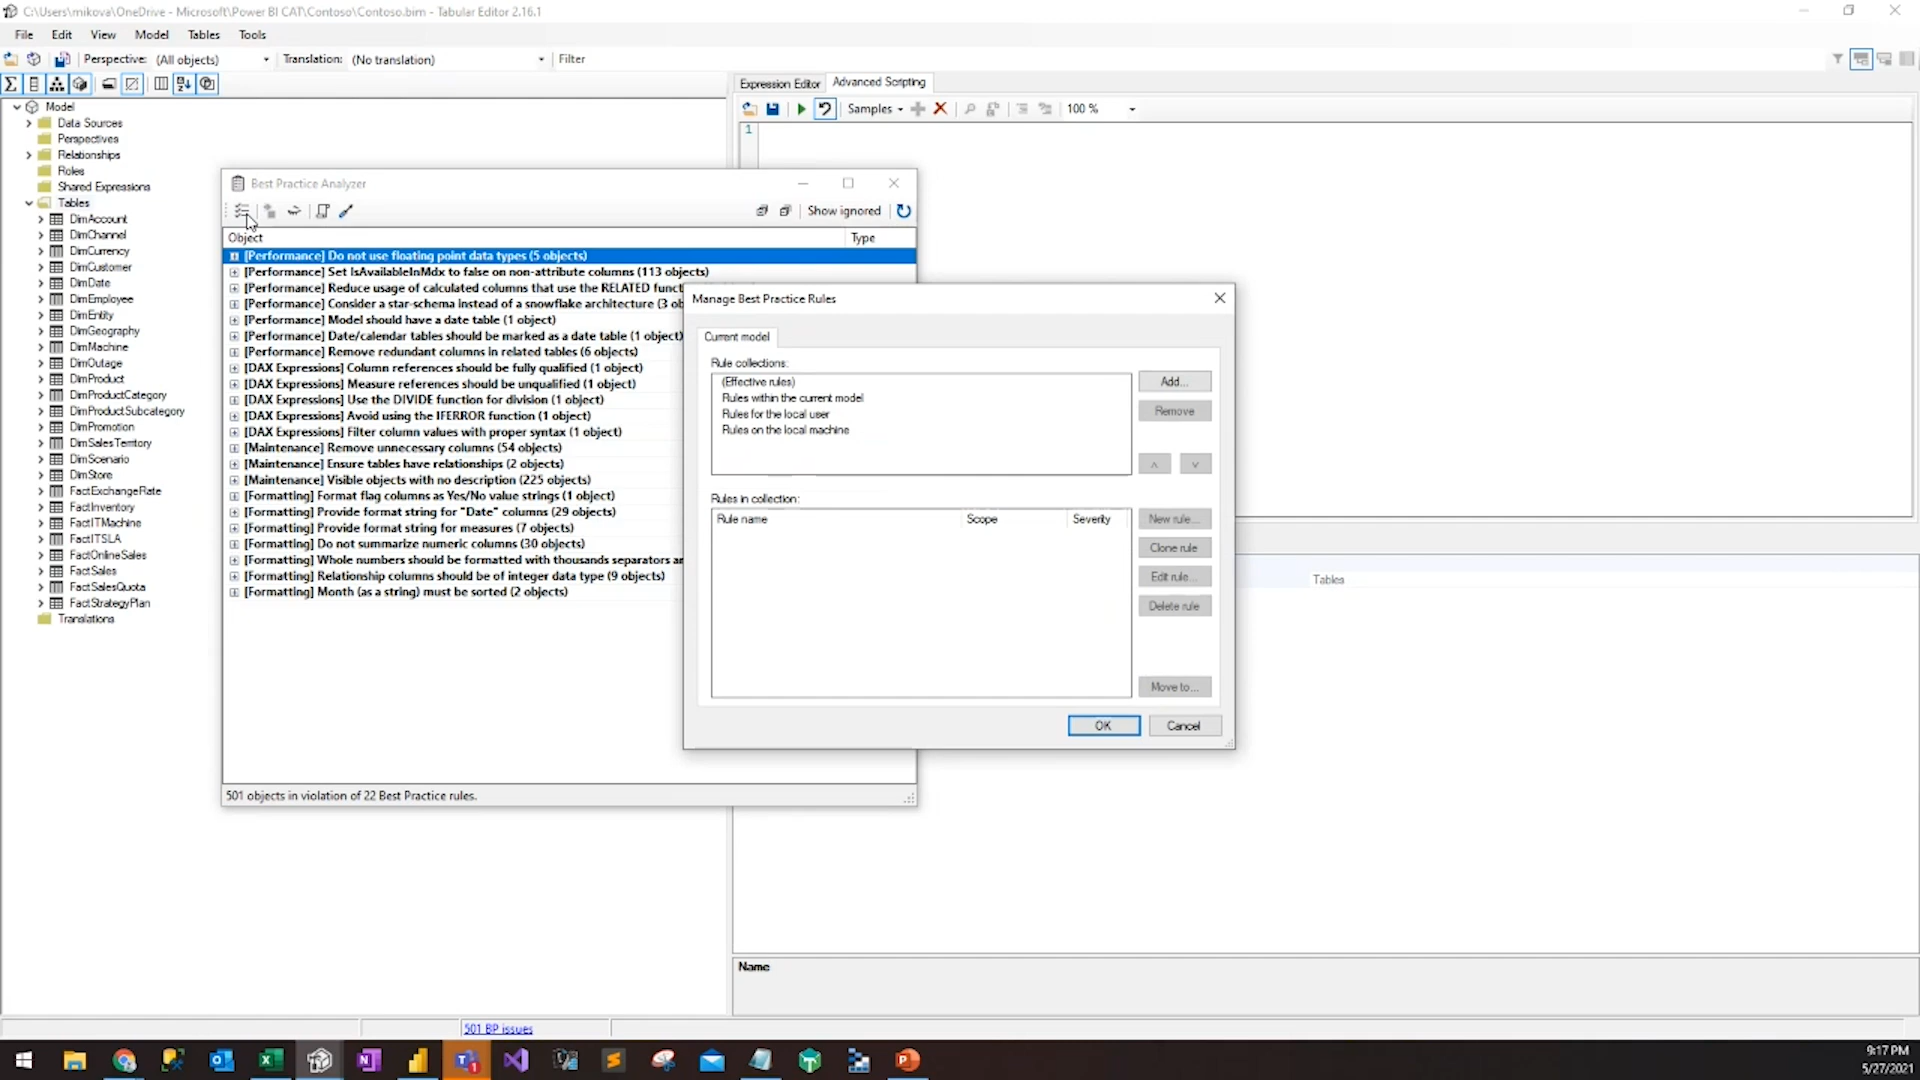 C:\Users\mikova\OneDrive - Microsoft\Power BI CAT\Contoso\Contoso.bim - Tabular Editor 2.16.1
File Edit View Model Tables Tools
Perspective: (All objects) Translation: (No translation) Filter
Expression Editor Advanced Scripting
Samples 100 %
1
Model
Data Sources
Perspectives
Relationships
Roles
Shared Expressions
Tables
DimAccount
DimChannel
DimCurrency
DimCustomer
DimDate
DimEmployee
DimEntity
DimGeography
DimMachine
DimOutage
DimProduct
DimProductCategory
DimProductSubcategory
DimPromotion
DimSalesTerritory
DimScenario
DimStore
FactExchangeRate
FactInventory
FactITMachine
FactITSLA
FactOnlineSales
FactSales
FactSalesQuota
FactStrategyPlan
Translations
Best Practice Analyzer
Show ignored
Object Type
[Performance] Do not use floating point data types (5 objects)
[Performance] Set IsAvailableInMdx to false on non-attribute columns (113 objects)
[Performance] Reduce usage of calculated columns that use the RELATED funct
[Performance] Consider a star-schema instead of a snowflake architecture (3 ob
[Performance] Model should have a date table (1 object)
[Performance] Date/calendar tables should be marked as a date table (1 object)
[Performance] Remove redundant columns in related tables (6 objects)
[DAX Expressions] Column references should be fully qualified (1 object)
[DAX Expressions] Measure references should be unqualified (1 object)
[DAX Expressions] Use the DIVIDE function for division (1 object)
[DAX Expressions] Avoid using the IFERROR function (1 object)
[DAX Expressions] Filter column values with proper syntax (1 object)
[Maintenance] Remove unnecessary columns (54 objects)
[Maintenance] Ensure tables have relationships (2 objects)
[Maintenance] Visible objects with no description (225 objects)
[Formatting] Format flag columns as Yes/No value strings (1 object)
[Formatting] Provide format string for "Date" columns (29 objects)
[Formatting] Provide format string for measures (7 objects)
[Formatting] Do not summarize numeric columns (30 objects)
[Formatting] Whole numbers should be formatted with thousands separators an
[Formatting] Relationship columns should be of integer data type (9 objects)
[Formatting] Month (as a string) must be sorted (2 objects)
501 objects in violation of 22 Best Practice rules.
Manage Best Practice Rules
Current model
Rule collections:
(Effective rules)
Rules within the current model
Rules for the local user
Rules on the local machine
Add...
Remove
Rules in collection:
Rule name Scope Severity
New rule...
Clone rule
Edit rule...
Delete rule
Move to...
OK Cancel
Tables
Name
501 BP issues
9:17 PM
5/27/2021